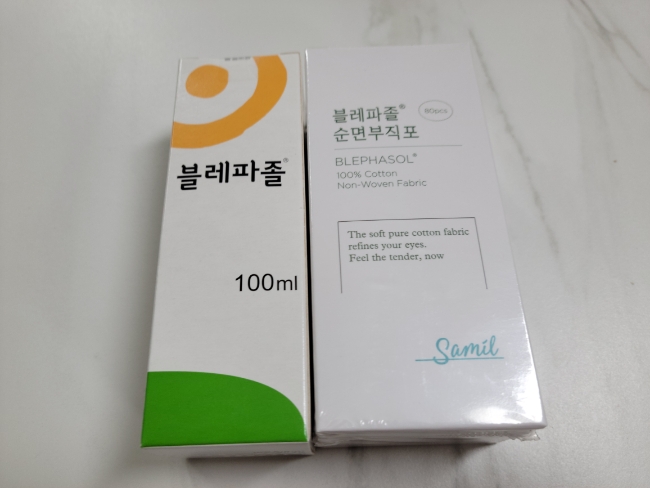 블레파졸®
100ml
블레파졸®
순면부직포
80pcs
BLEPHASOL®
100% Cotton
Non-Woven Fabric
The soft pure cotton fabric
refines your eyes.
Feel the tender, now
Samil